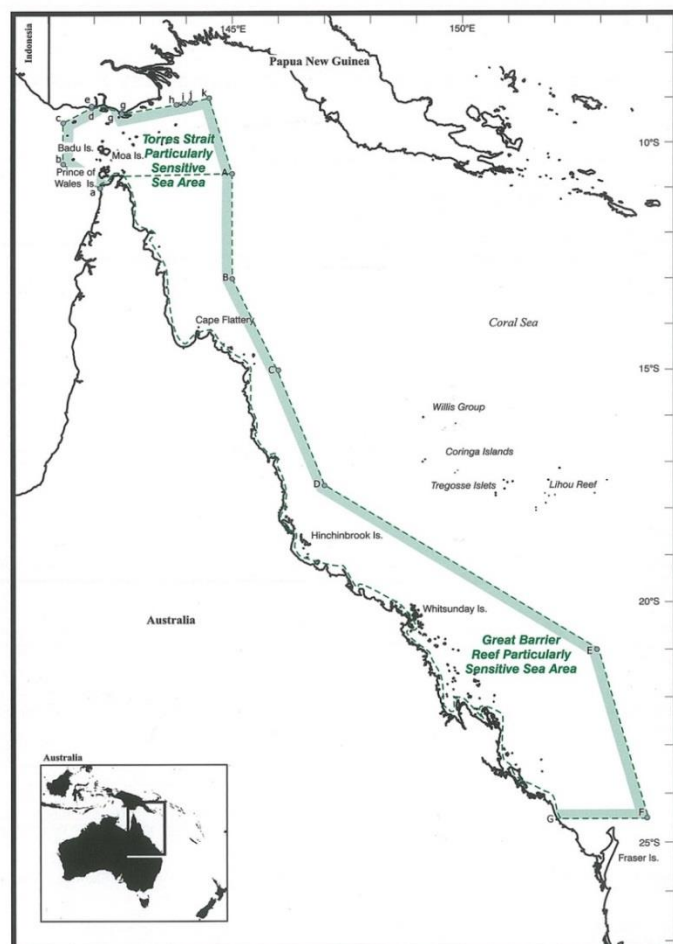 Indonesia
145°E
150°E
Papua New Guinea
e
c
d
g
g
h
i
j
k
Torres Strait
Particularly
Sensitive
Sea Area
Badu Is.
Moa Is.
b
Prince of
Wales Is.
a
A
10°S
B
Cape Flattery
Coral Sea
C
15°S
Willis Group
Coringa Islands
Tregosse Islets
Lihou Reef
D
Hinchinbrook Is.
20°S
Whitsunday Is.
Australia
Great Barrier
Reef Particularly
Sensitive Sea Area
E
Australia
G
F
25°S
Fraser Is.